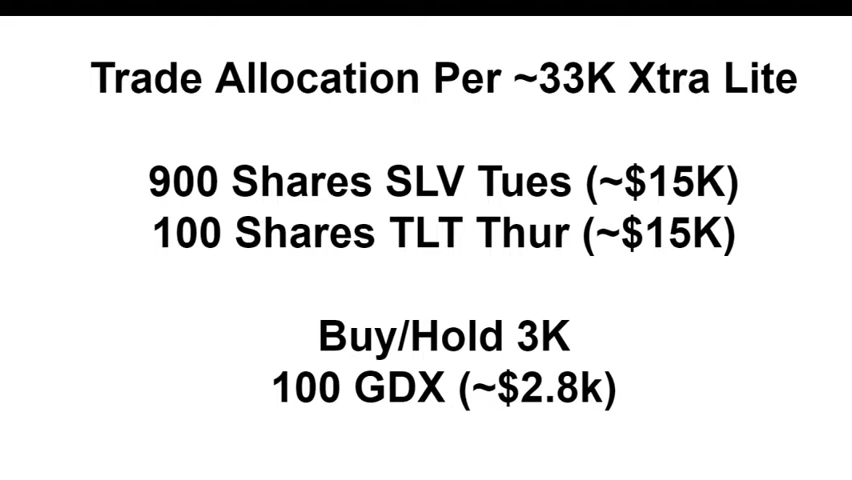 Trade Allocation Per ~33K Xtra Lite
900 Shares SLV Tues (~$15K)
100 Shares TLT Thur (~$15K)
Buy/Hold 3K
100 GDX (~$2.8k)